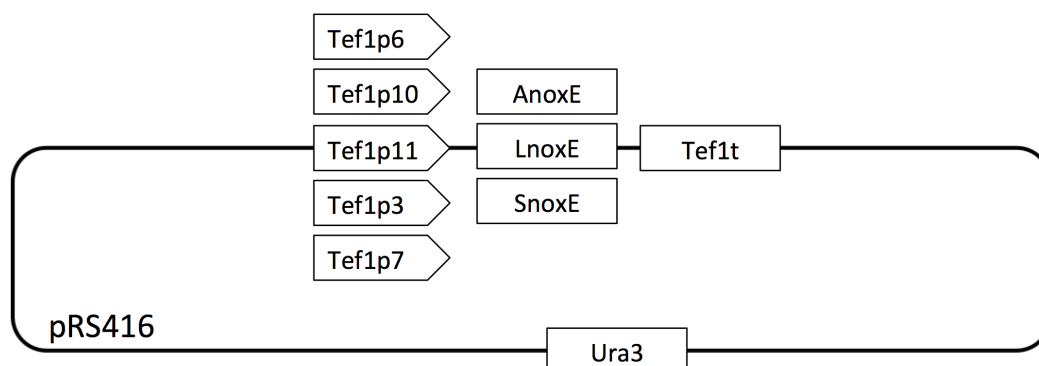 Tef1p6
Tef1p10
AnoxE
Tef1p11
LnoxE
Tef1t
Tef1p3
SnoxE
Tef1p7
pRS416
Ura3